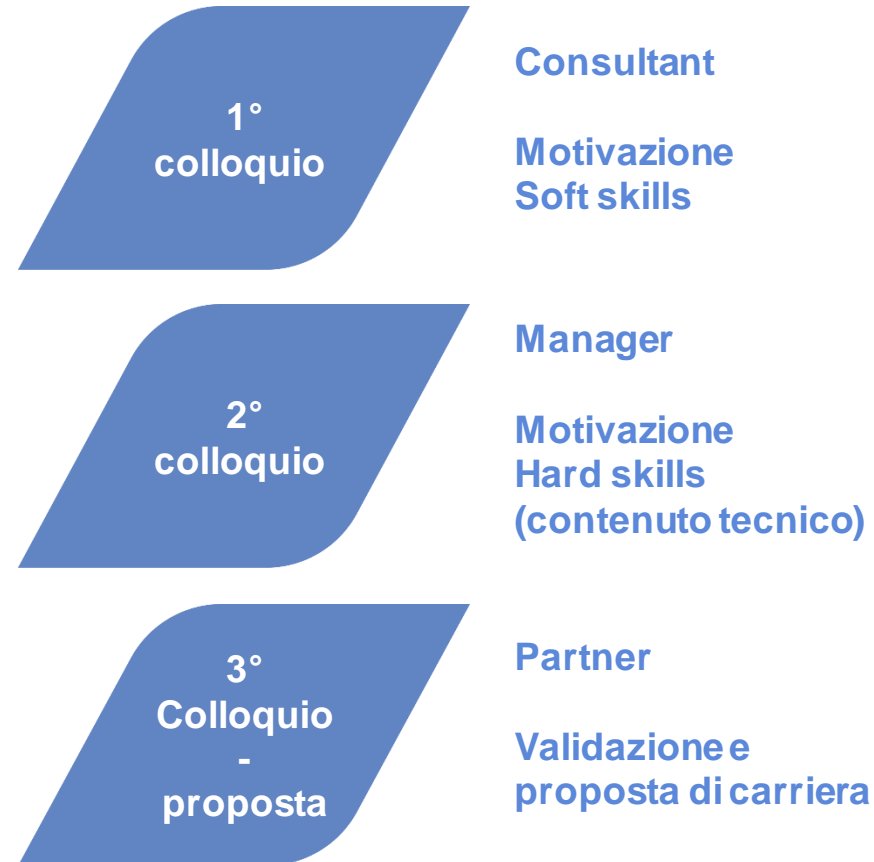 1°
colloquio
Consultant
Motivazione
Soft skills
2°
colloquio
Manager
Motivazione
Hard skills
(contenuto tecnico)
3°
Colloquio
-
proposta
Partner
Validazione e
proposta di carriera